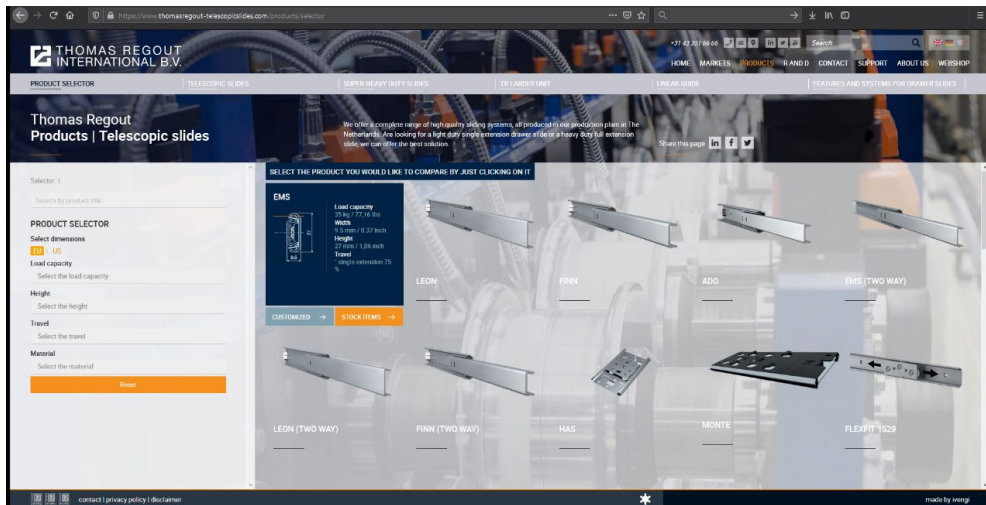 https://www.thomasregout-telescopicslides.com/products/selector
THOMAS REGOUT
INTERNATIONAL B.V.
+31 43 351 66 66
Search
HOME MARKETS PRODUCTS R AND D CONTACT SUPPORT ABOUT US WEBSHOP
PRODUCT SELECTOR TELESCOPIC SLIDES SUPER HEAVY DUTY SLIDES TR LARDER UNIT LINEAR GUIDE FEATURES AND SYSTEMS FOR DRAWER SLIDES
Thomas Regout
Products | Telescopic slides
We offer a complete range of high quality sliding systems, all produced in our production plant in The
Netherlands. Are looking for a light duty single extension drawer slide or a heavy duty full extension
slide, we can offer the best solution.
Share this page
Selector |
Search by product title
PRODUCT SELECTOR
Select dimensions
EU | US
Load capacity
Select the load capacity
Height
Select the height
Travel
Select the travel
Material
Select the material
Reset
SELECT THE PRODUCT YOU WOULD LIKE TO COMPARE BY JUST CLICKING ON IT
EMS
Load capacity
35 kg / 77,16 lbs
Width
9.5 mm / 0.37 inch
Height
27 mm / 1,06 inch
Travel
' single extension 75
%
27
9.5
CUSTOMIZED → STOCK ITEMS →
LEON FINN ADO EMS (TWO WAY)
LEON (TWO WAY) FINN (TWO WAY) HAS MONTE FLEXFIT 1529
contact | privacy policy | disclaimer
made by ivengi